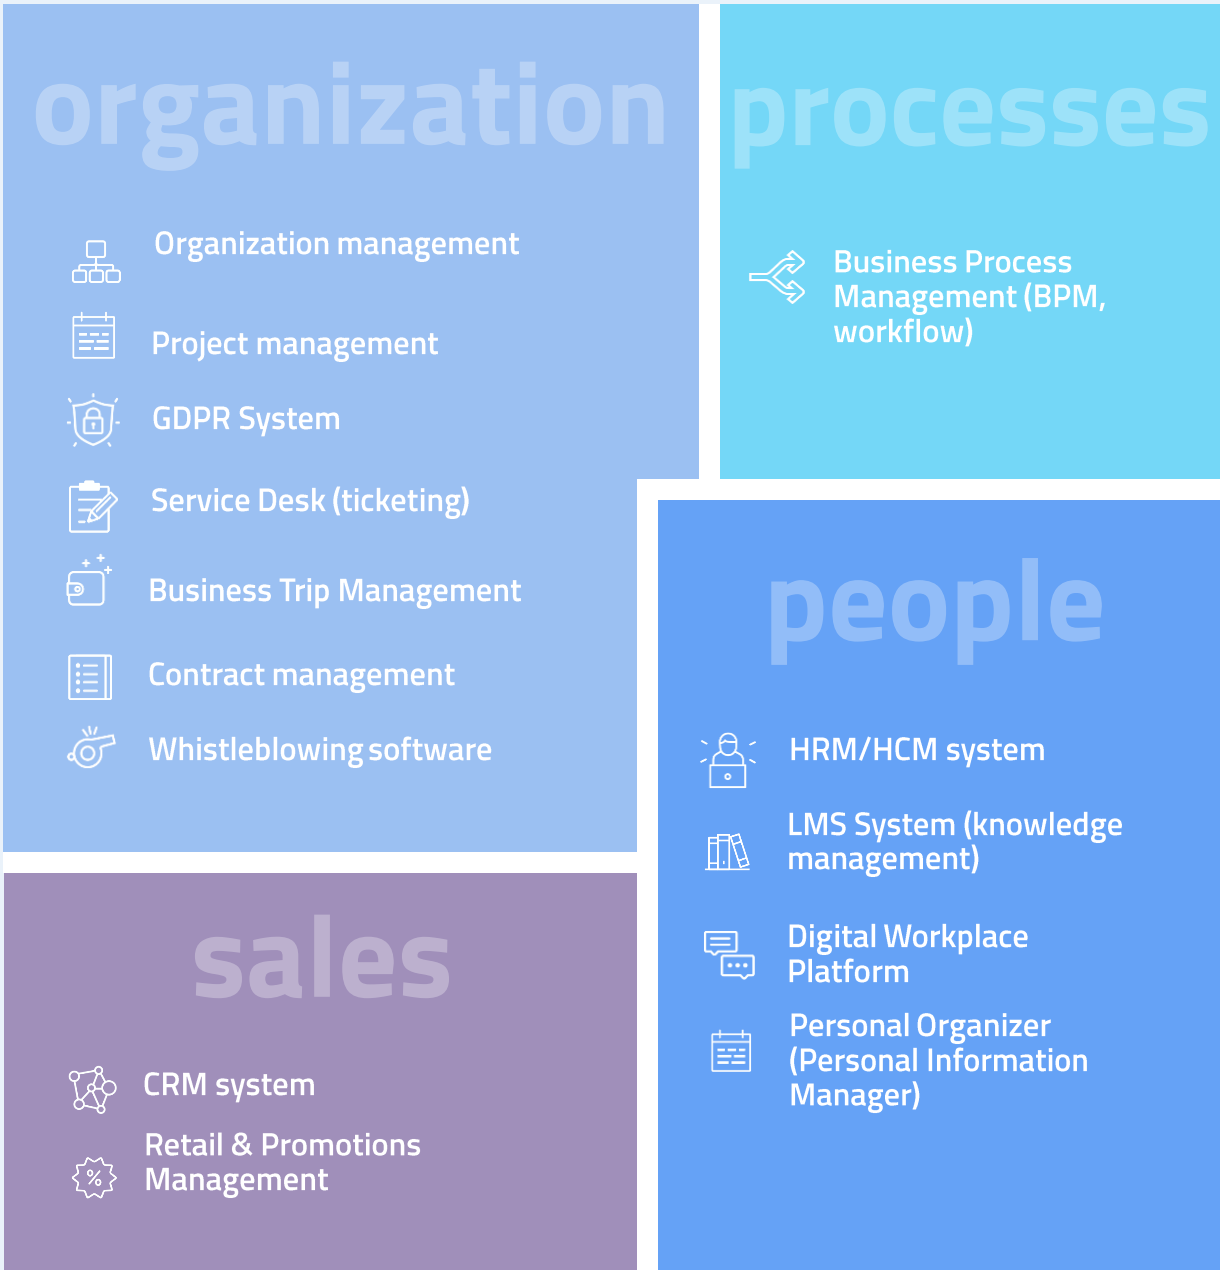 organization
Organization management
Project management
GDPR System
Service Desk (ticketing)
Business Trip Management
Contract management
Whistleblowing software
processes
Business Process
Management (BPM,
workflow)
people
HRM/HCM system
LMS System (knowledge
management)
Digital Workplace
Platform
Personal Organizer
(Personal Information
Manager)
sales
CRM system
Retail & Promotions
Management
%